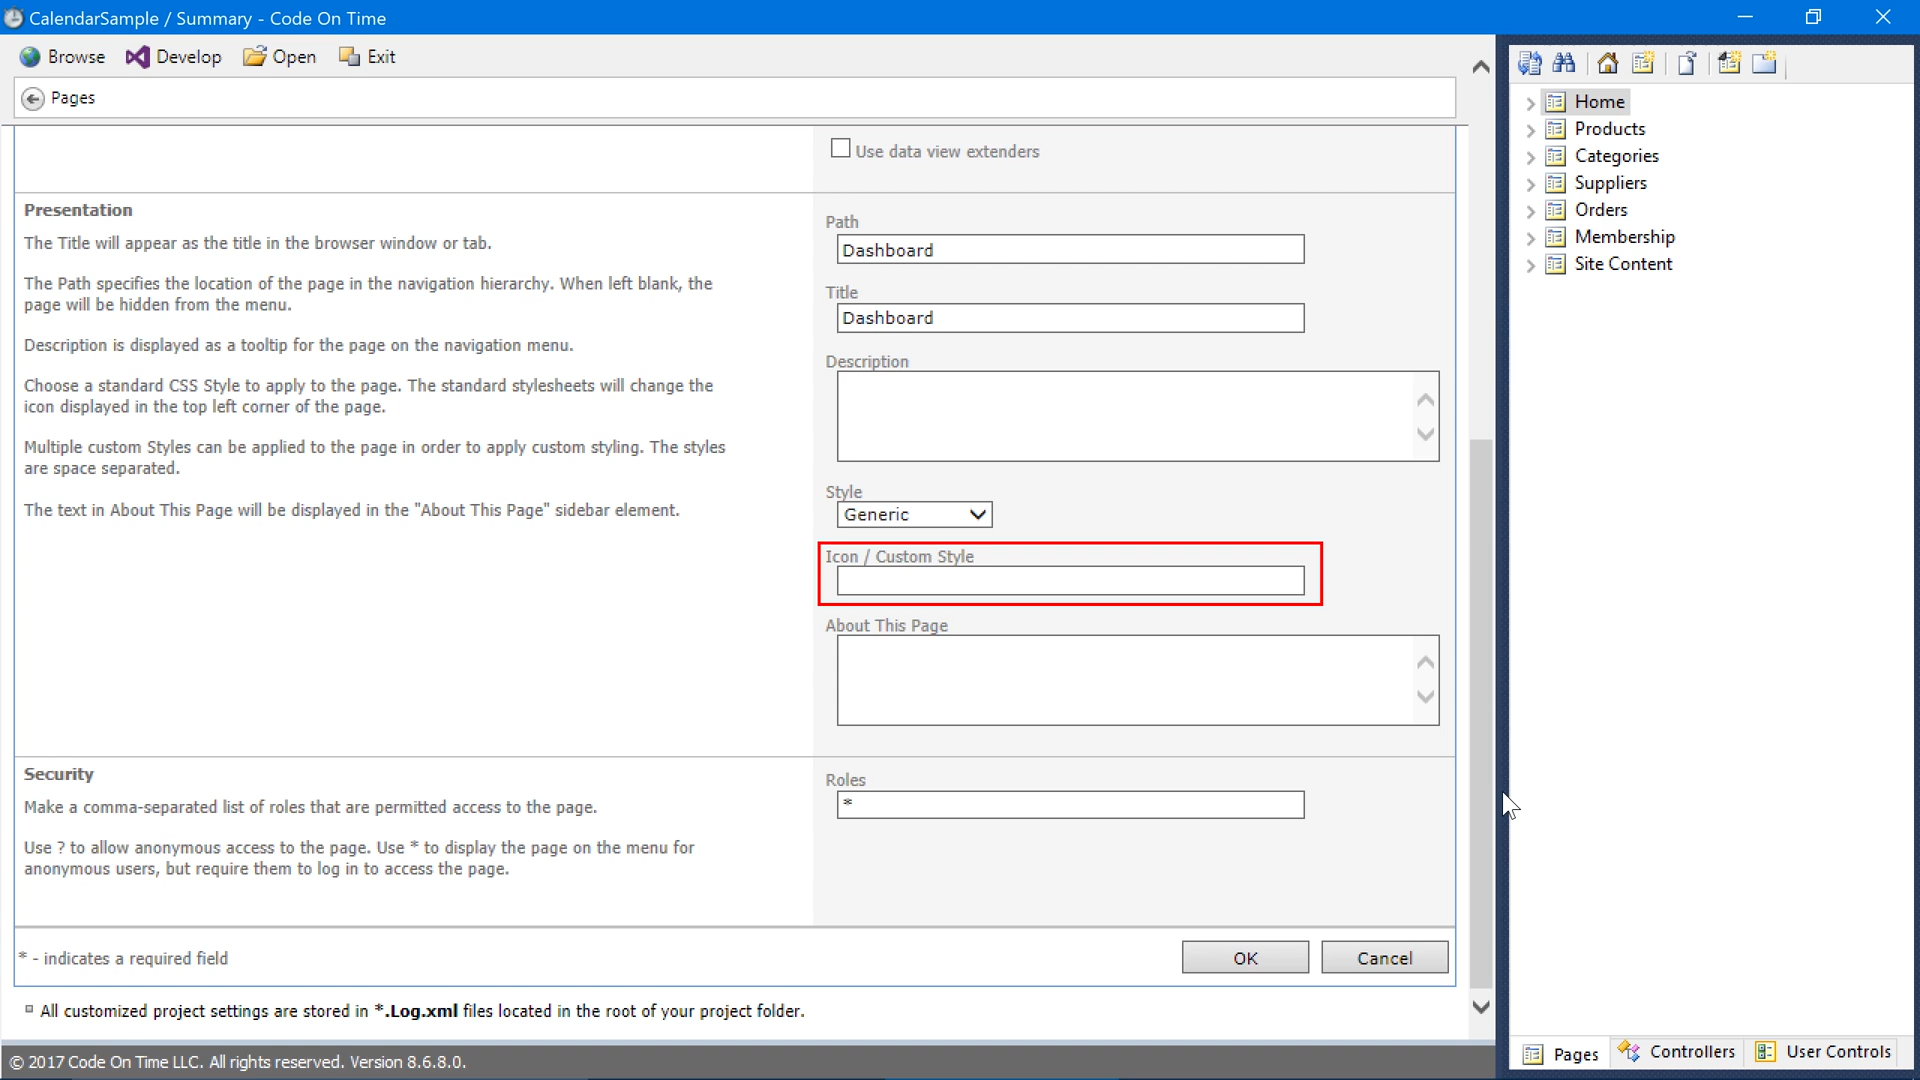 CalendarSample / Summary - Code On Time
Browse Develop Open Exit
Pages
Use data view extenders
Presentation
The Title will appear as the title in the browser window or tab.
The Path specifies the location of the page in the navigation hierarchy. When left blank, the
page will be hidden from the menu.
Description is displayed as a tooltip for the page on the navigation menu.
Choose a standard CSS Style to apply to the page. The standard stylesheets will change the
icon displayed in the top left corner of the page.
Multiple custom Styles can be applied to the page in order to apply custom styling. The styles
are space separated.
The text in About This Page will be displayed in the "About This Page" sidebar element.
Path
Dashboard
Title
Dashboard
Description
Style
Generic
Icon / Custom Style
About This Page
Security
Make a comma-separated list of roles that are permitted access to the page.
Use ? to allow anonymous access to the page. Use * to display the page on the menu for
anonymous users, but require them to log in to access the page.
Roles
*
* - indicates a required field
OK
Cancel
All customized project settings are stored in *.Log.xml files located in the root of your project folder.
© 2017 Code On Time LLC. All rights reserved. Version 8.6.8.0.
Home
Products
Categories
Suppliers
Orders
Membership
Site Content
Pages Controllers User Controls